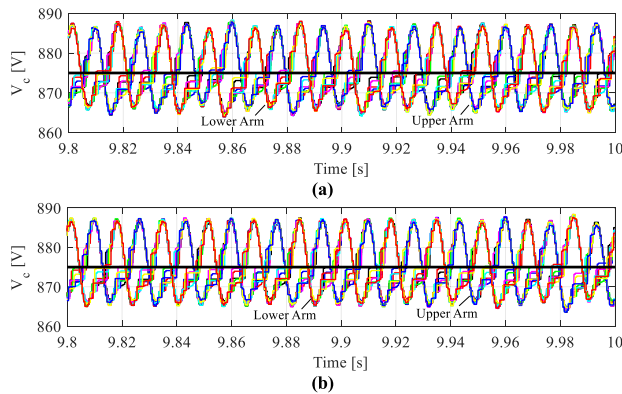 890
880
870
860
V_c [V]
Lower Arm
Upper Arm
9.8 9.82 9.84 9.86 9.88 9.9 9.92 9.94 9.96 9.98 10
Time [s]
(a)
890
880
870
860
V_c [V]
Lower Arm
Upper Arm
9.8 9.82 9.84 9.86 9.88 9.9 9.92 9.94 9.96 9.98 10
Time [s]
(b)